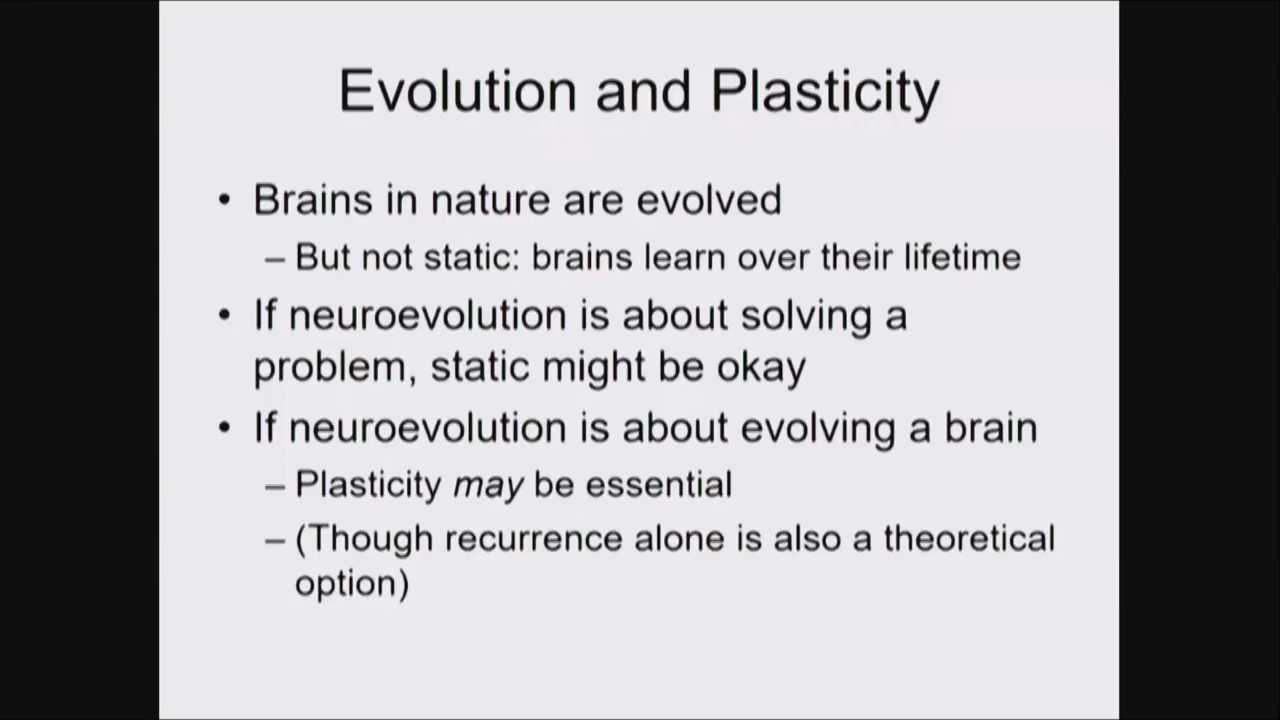 Evolution and Plasticity
• Brains in nature are evolved
– But not static: brains learn over their lifetime
• If neuroevolution is about solving a
problem, static might be okay
• If neuroevolution is about evolving a brain
– Plasticity may be essential
– (Though recurrence alone is also a theoretical
option)